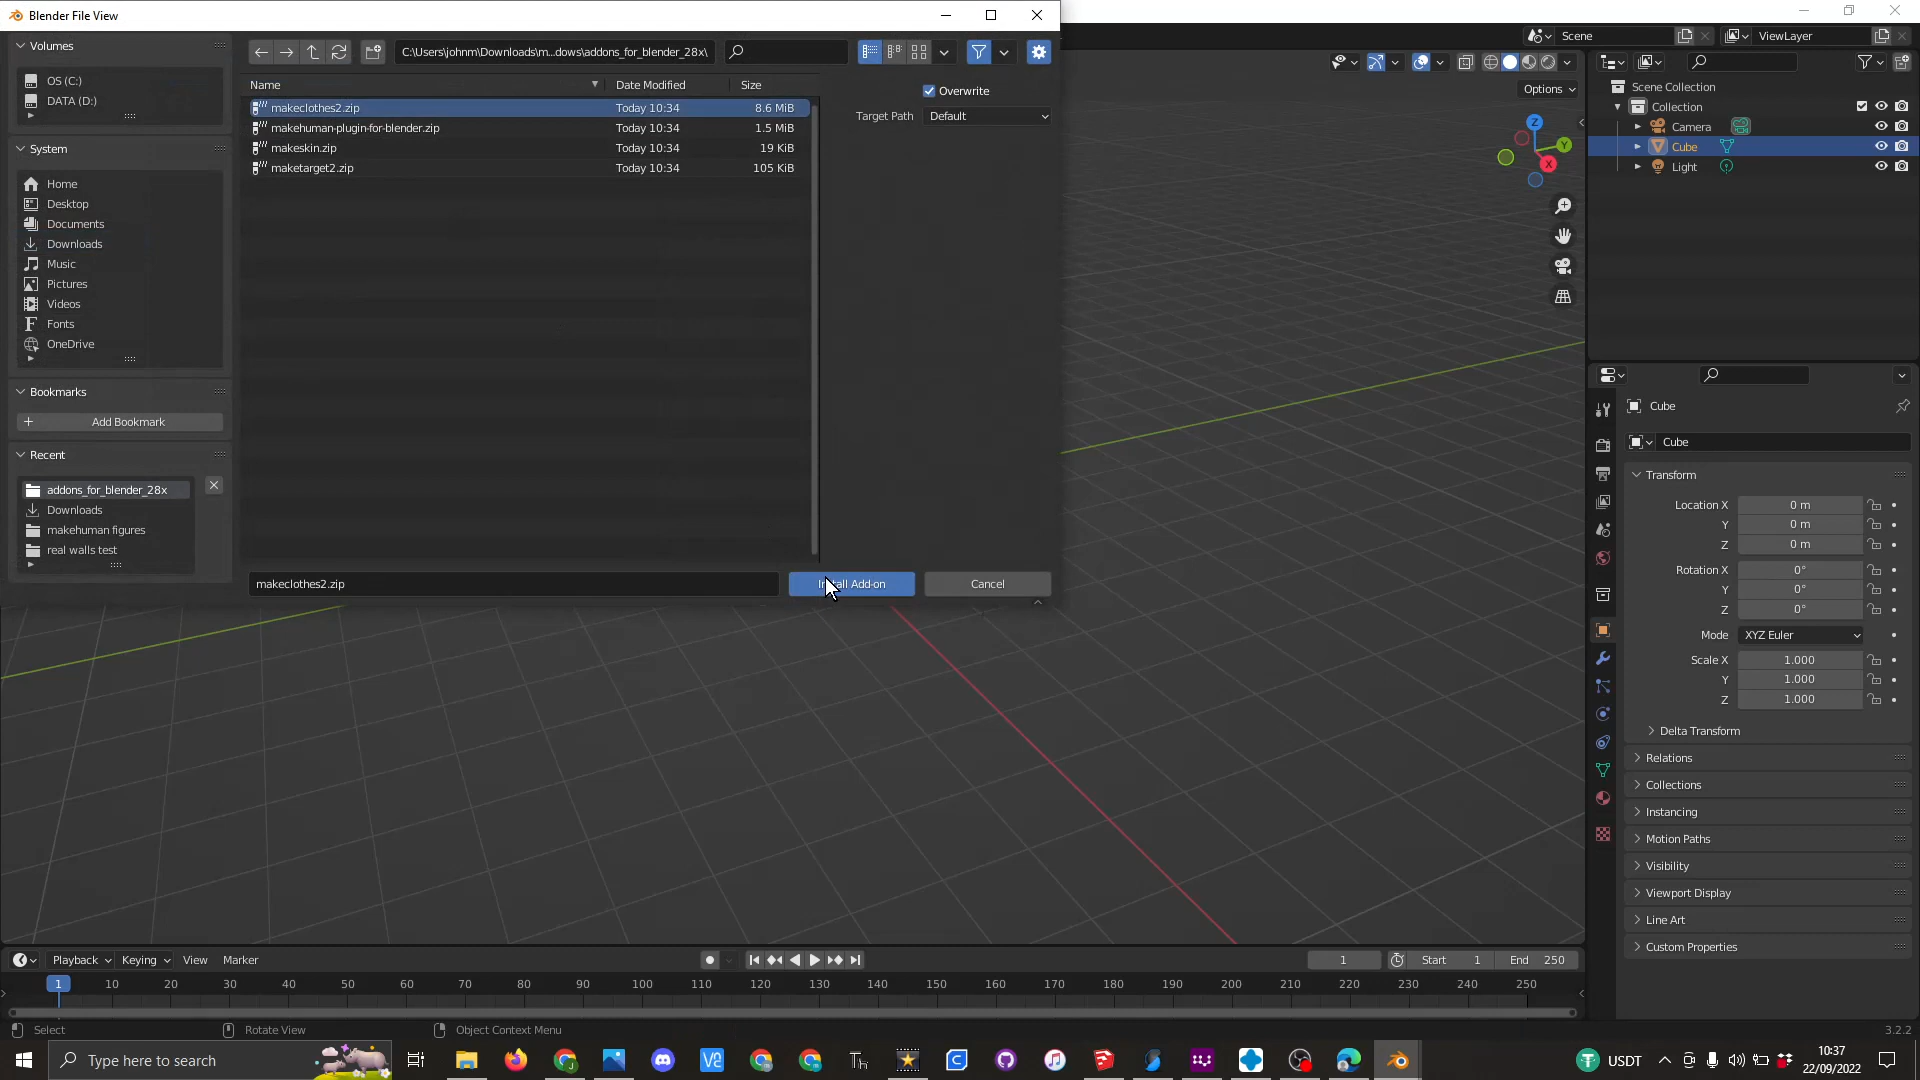 Blender File View
Volumes
OS (C:)
DATA (D:)
System
Home
Desktop
Documents
Downloads
Music
Pictures
Videos
Fonts
OneDrive
Bookmarks
Add Bookmark
Recent
addons_for_blender_28x
Downloads
makehuman figures
real walls test
C:\Users\johnm\Downloads\m...dows\addons_for_blender_28x\
Name Date Modified Size
makeclothes2.zip Today 10:34 8.6 MiB
makehuman-plugin-for-blender.zip Today 10:34 1.5 MiB
makeskin.zip Today 10:34 19 KiB
maketarget2.zip Today 10:34 105 KiB
Overwrite
Target Path Default
makeclothes2.zip
Add-on
Cancel
Scene
ViewLayer
Options
X
Y
Z
Scene Collection
Collection
Camera
Cube
Light
Cube
Cube
Transform
Location X 0 m
Y 0 m
Z 0 m
Rotation X 0°
Y 0°
Z 0°
Mode XYZ Euler
Scale X 1.000
Y 1.000
Z 1.000
Delta Transform
Relations
Collections
Instancing
Motion Paths
Visibility
Viewport Display
Line Art
Custom Properties
Playback Keying View Marker
1 Start 1 End 250
1 10 20 30 40 50 60 70 80 90 100 110 120 130 140 150 160 170 180 190 200 210 220 230 240 250
Select Rotate View Object Context Menu 3.2.2
Type here to search
USDT
10:37
22/09/2022